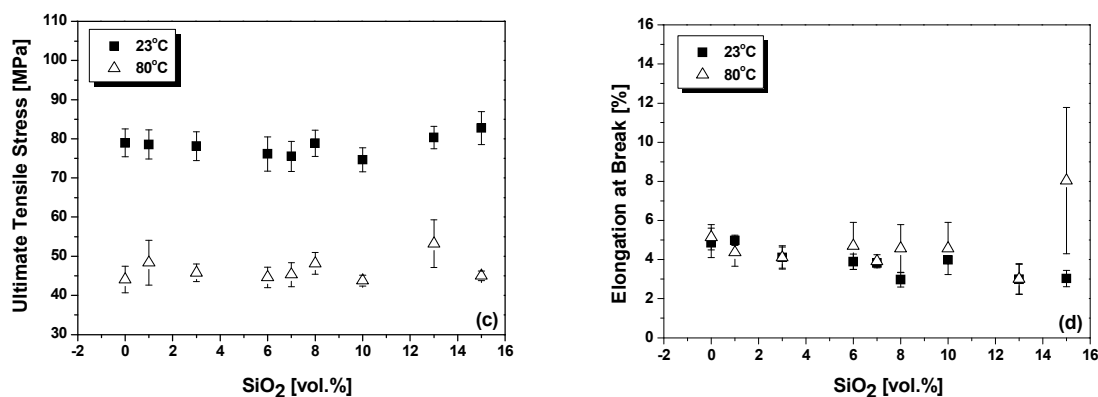 Ultimate Tensile Stress [MPa]
110
100
90
80
70
60
50
40
30
23°C
80°C
(c)
-2 0 2 4 6 8 10 12 14 16
SiO2 [vol.%]
Elongation at Break [%]
16
14
12
10
8
6
4
2
0
23°C
80°C
(d)
-2 0 2 4 6 8 10 12 14 16
SiO2 [vol.%]